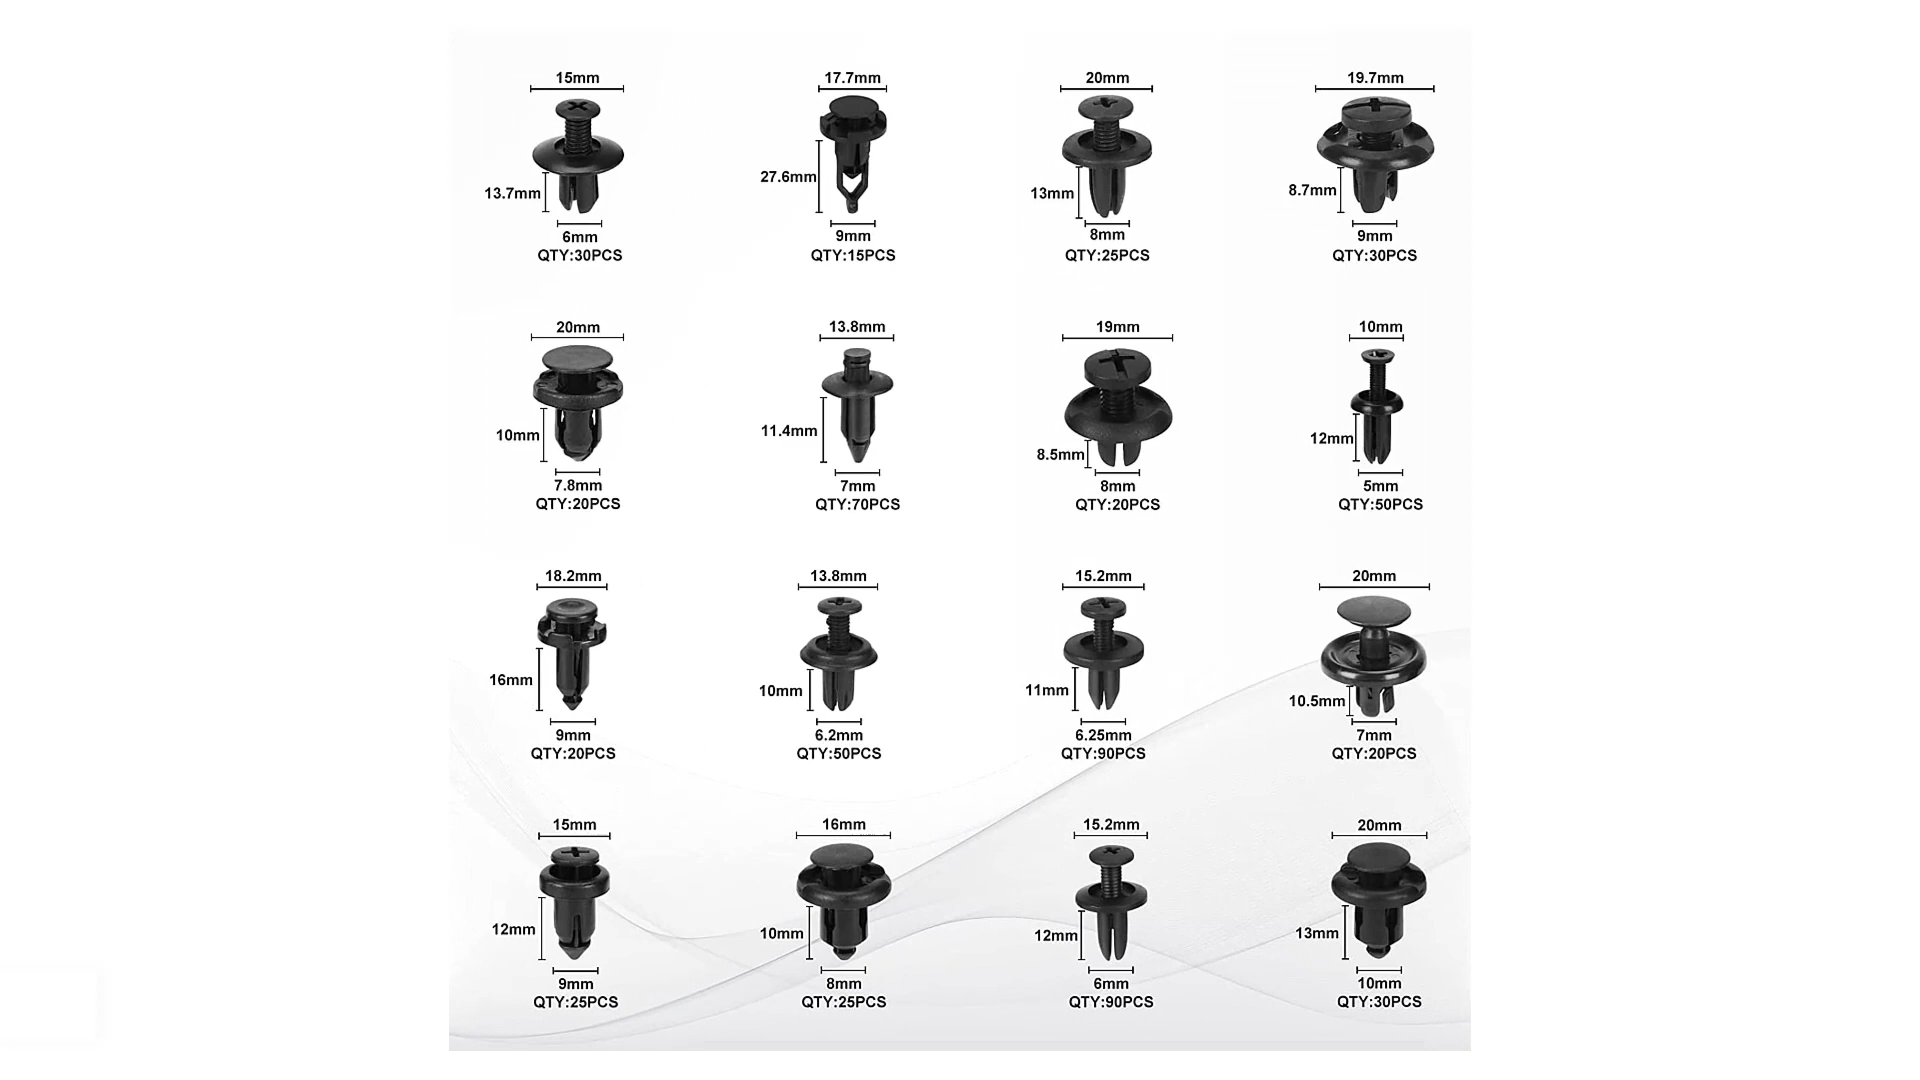 15mm
13.7mm
6mm
QTY:30PCS
17.7mm
27.6mm
9mm
QTY:15PCS
20mm
13mm
8mm
QTY:25PCS
19.7mm
8.7mm
9mm
QTY:30PCS
20mm
10mm
7.8mm
QTY:20PCS
13.8mm
11.4mm
7mm
QTY:70PCS
19mm
8.5mm
8mm
QTY:20PCS
10mm
12mm
5mm
QTY:50PCS
18.2mm
16mm
9mm
QTY:20PCS
13.8mm
10mm
6.2mm
QTY:50PCS
15.2mm
11mm
6.25mm
QTY:90PCS
20mm
10.5mm
7mm
QTY:20PCS
15mm
12mm
9mm
QTY:25PCS
16mm
10mm
8mm
QTY:25PCS
15.2mm
12mm
6mm
QTY:90PCS
20mm
13mm
10mm
QTY:30PCS